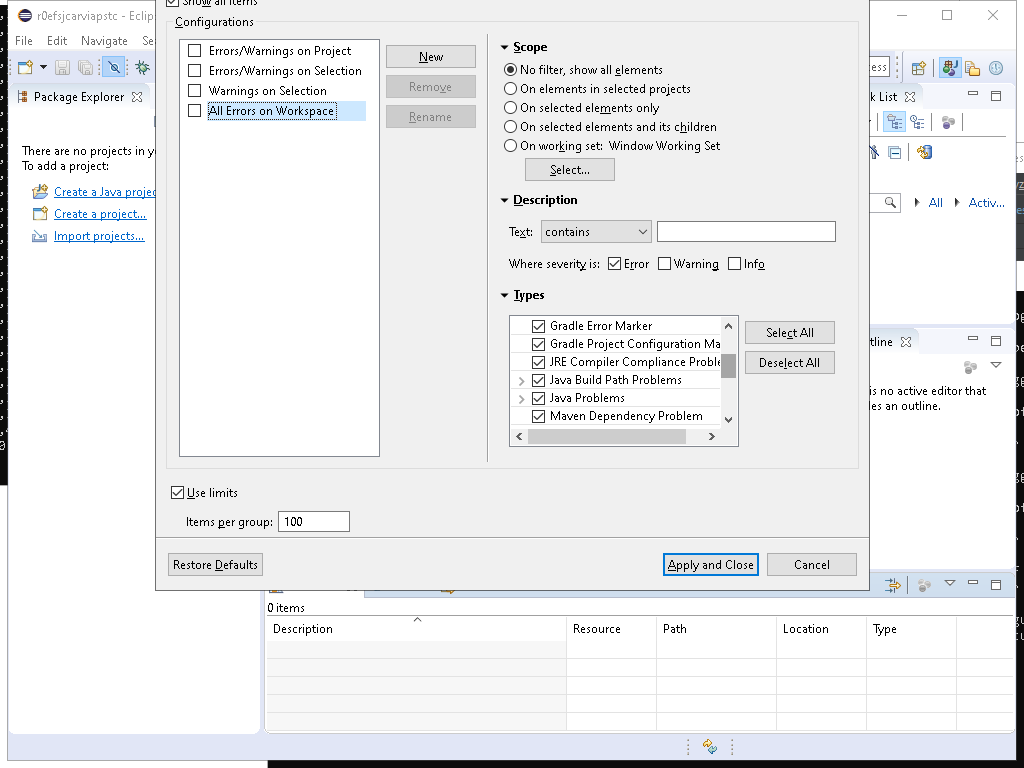 r0efsjcarviapstc - Eclip
Show all items
File Edit Navigate Se
Configurations
Errors/Warnings on Project
Errors/Warnings on Selection
Warnings on Selection
All Errors on Workspace
New
Remove
Rename
Scope
No filter, show all elements
On elements in selected projects
On selected elements only
On selected elements and its children
On working set: Window Working Set
Select...
Description
Text: contains
Where severity is: Error Warning Info
Types
Gradle Error Marker
Gradle Project Configuration Ma
JRE Compiler Compliance Proble
Java Build Path Problems
Java Problems
Maven Dependency Problem
Select All
Deselect All
Use limits
Items per group: 100
Restore Defaults
Apply and Close
Cancel
Package Explorer
There are no projects in y
To add a project:
Create a Java projec
Create a project...
Import projects...
ess
k List
All Activ...
tline
is no active editor that
les an outline.
0 items
Description Resource Path Location Type